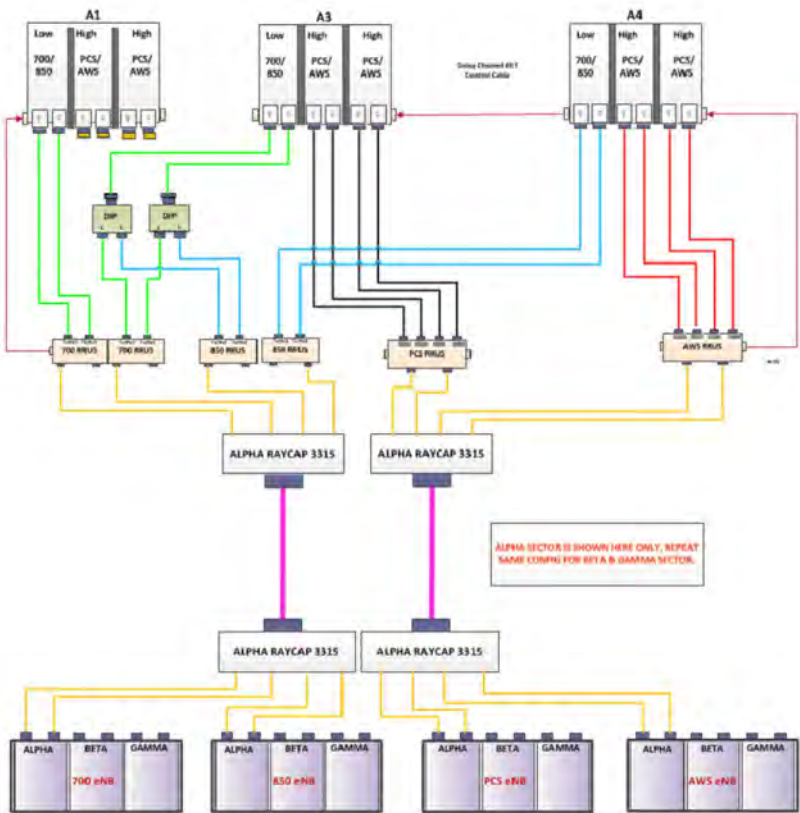 A1
A3
A4
Low
High
High
Low
High
High
Low
High
High
700/
850
PCS/
AWS
PCS/
AWS
700/
850
PCS/
AWS
PCS/
AWS
700/
850
PCS/
AWS
PCS/
AWS
Control Cable
DIP
DIP
700 RRUS
700 RRUS
850 RRUS
850 RRUS
PCS RRUS
AWS RRUS
ALPHA RAYCAP 3315
ALPHA RAYCAP 3315
ALPHA SECTOR IS SHOWN HERE ONLY, REPEAT
SAME CONFIG FOR BETA & GAMMA SECTOR.
ALPHA RAYCAP 3315
ALPHA RAYCAP 3315
ALPHA
BETA
GAMMA
ALPHA
BETA
GAMMA
ALPHA
BETA
GAMMA
ALPHA
BETA
GAMMA
700 eNB
850 eNB
PCS eNB
AWS eNB